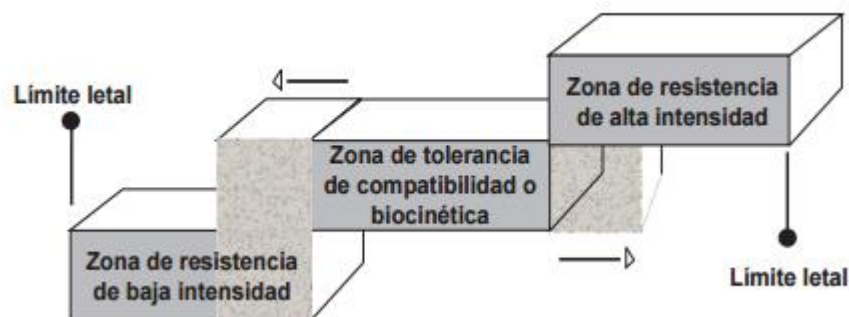 Límite letal
Zona de resistencia
de alta intensidad
Zona de tolerancia
de compatibilidad o
biocinética
Zona de resistencia
de baja intensidad
Límite letal